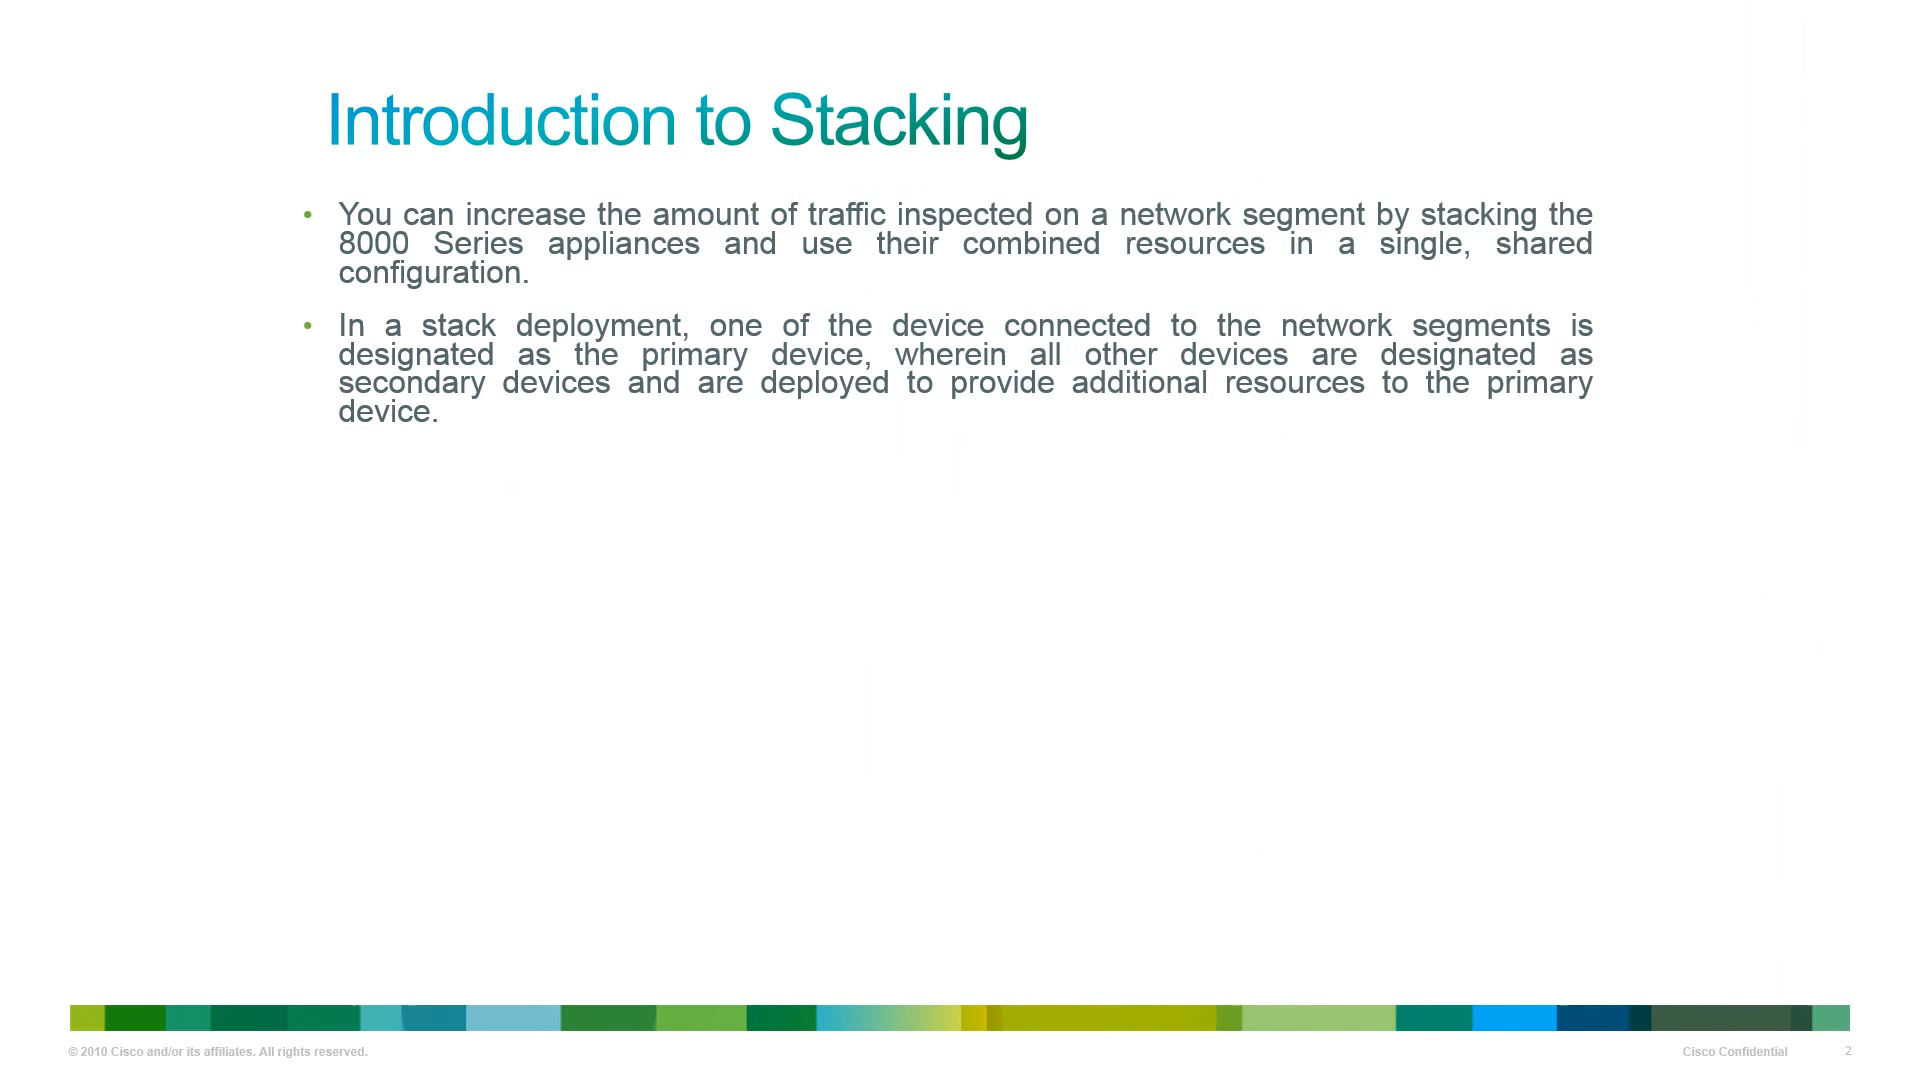 Introduction to Stacking
• You can increase the amount of traffic inspected on a network segment by stacking the
8000 Series appliances and use their combined resources in a single, shared
configuration.
• In a stack deployment, one of the device connected to the network segments is
designated as the primary device, wherein all other devices are designated as
secondary devices and are deployed to provide additional resources to the primary
device.
© 2010 Cisco and/or its affiliates. All rights reserved.
Cisco Confidential
2